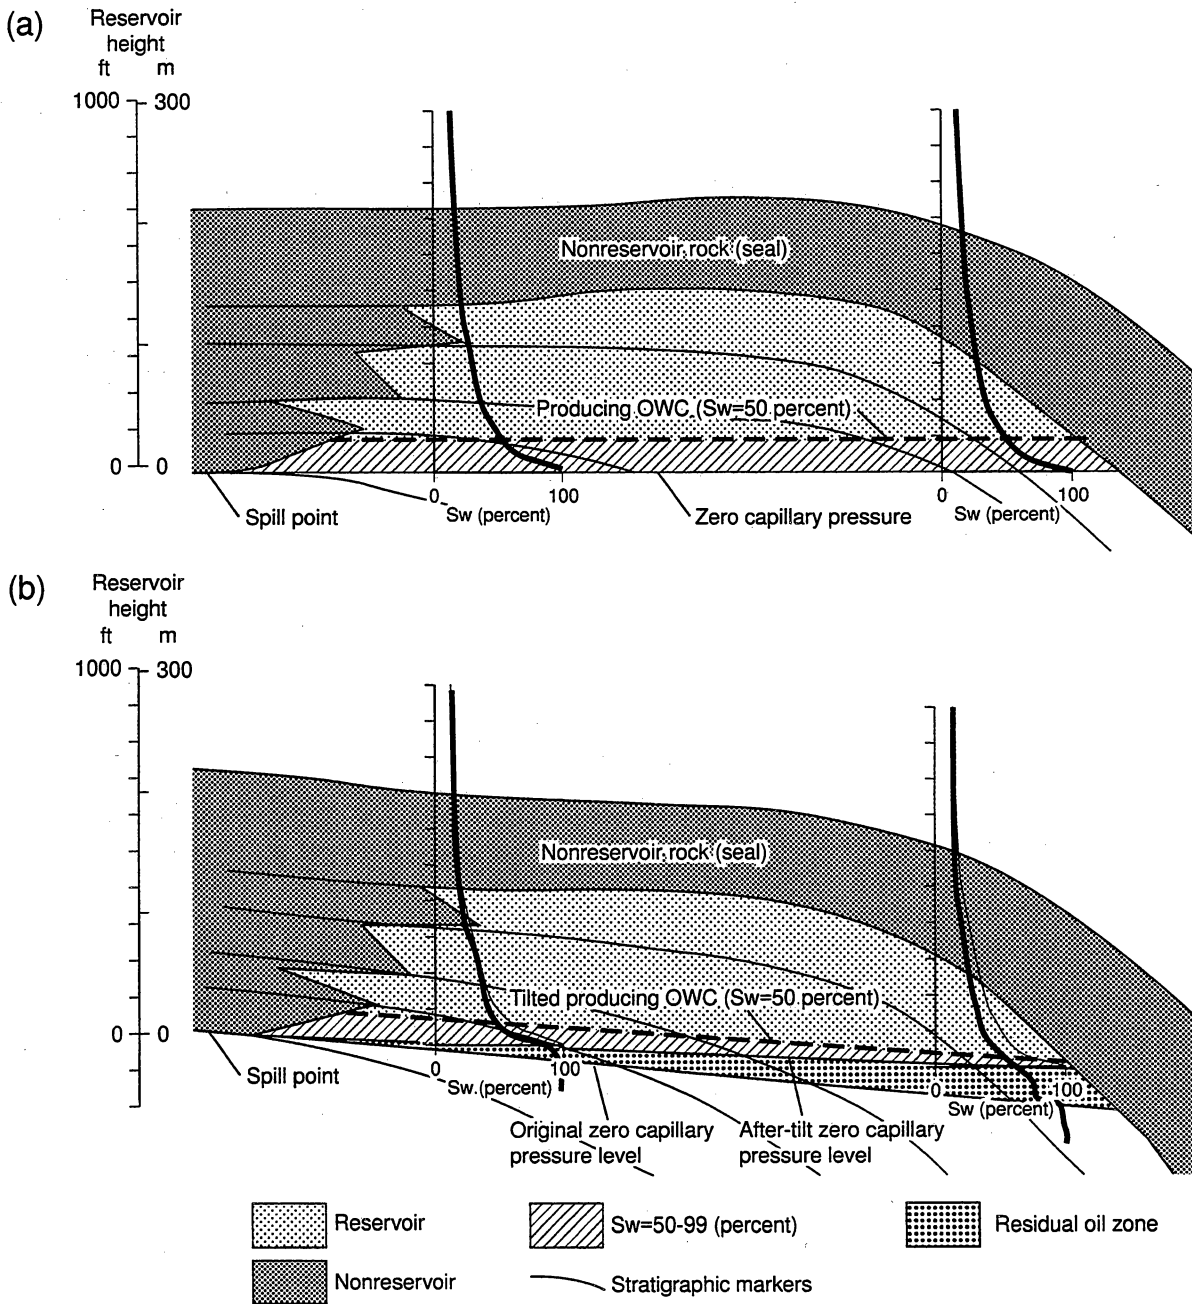 (a)
Reservoir
height
ft m
1000 300
Nonreservoir rock (seal)
Producing OWC (Sw=50 percent)
0 0
0 100
0 100
Spill point
Sw (percent)
Zero capillary pressure
Sw (percent)
(b)
Reservoir
height
ft m
1000 300
Nonreservoir rock (seal)
Tilted producing OWC (Sw=50 percent)
0 0
0 100
0 100
Spill point
Sw (percent)
Sw (percent)
Original zero capillary
pressure level
After-tilt zero capillary
pressure level
Reservoir
Sw=50-99 (percent)
Residual oil zone
Nonreservoir
Stratigraphic markers